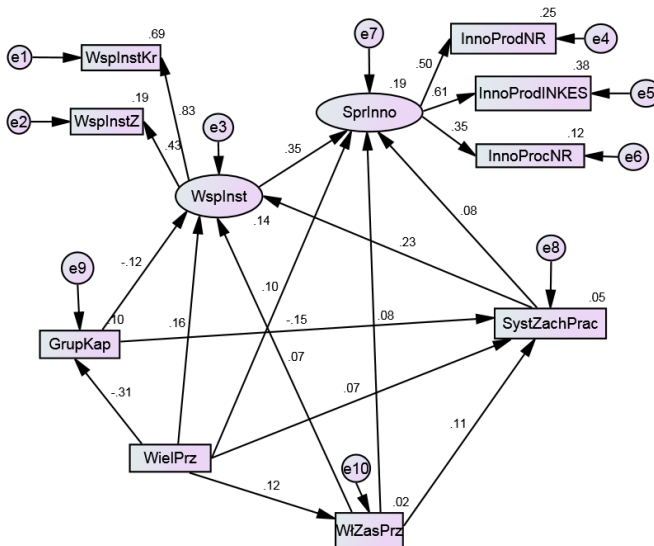 .69
e1
WspInstKr
.19
e2
WspInstZ
.83
.43
e3
WspInst
.14
e7
SprInno
.19
.25
InnoProdNR
e4
.50
.38
InnoProdINKES
e5
.61
.12
InnoProcNR
e6
.35
.35
.08
.23
e8
.05
SystZachPrac
e9
-.12
.10
GrupKap
.16
.10
-.15
.08
.07
.07
-.31
.11
WielPrz
.12
e10
.02
WłZasPrz